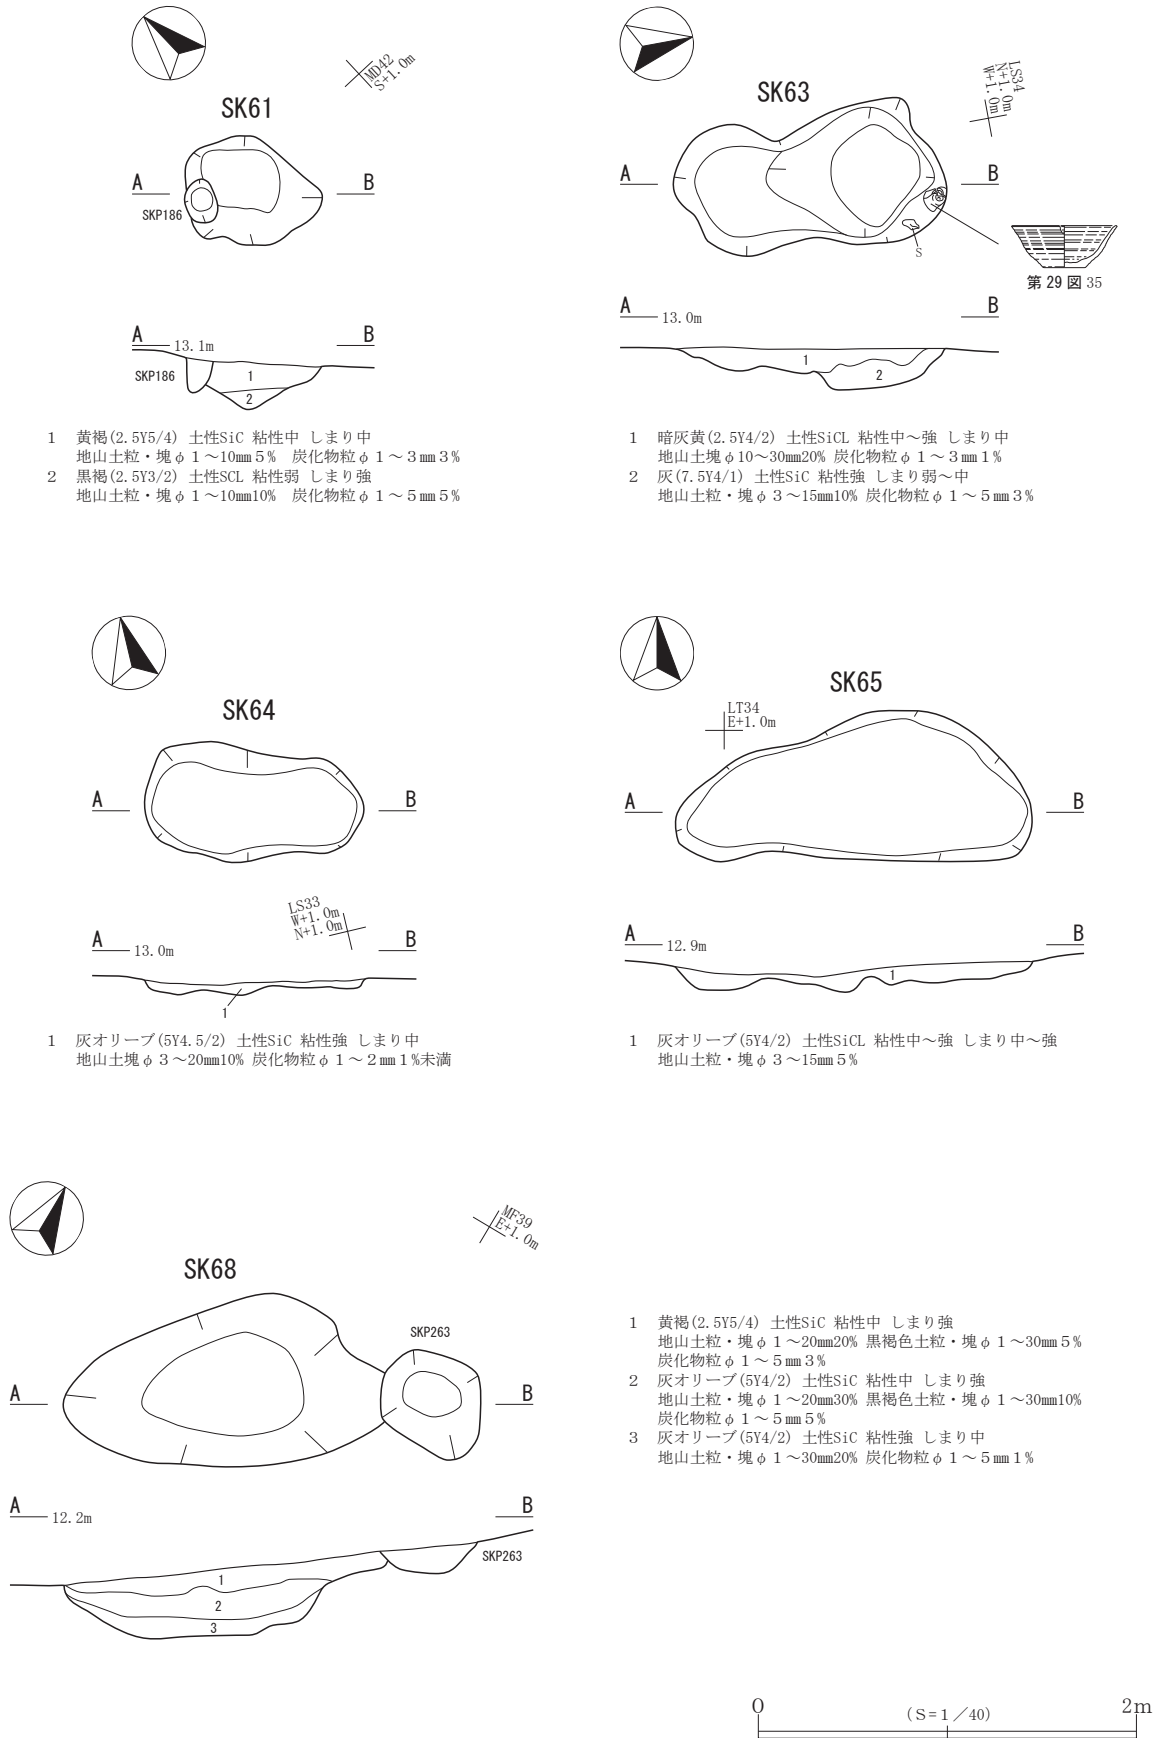 MD42
S+1.0m
SK61
A
B
SKP186
A
13.1m
B
SKP186
1
2
1 黄褐(2.5Y5/4) 土性SiC 粘性中 しまり中
地山土粒・塊φ1～10㎜5% 炭化物粒φ1～3㎜3%
2 黒褐(2.5Y3/2) 土性SCL 粘性弱 しまり強
地山土粒・塊φ1～10㎜10% 炭化物粒φ1～5㎜5%
LS34
N+1.0m
W+1.0m
SK63
A
B
S
第29図35
A
13.0m
B
1
2
1 暗灰黄(2.5Y4/2) 土性SiCL 粘性中～強 しまり中
地山土塊φ10～30㎜20% 炭化物粒φ1～3㎜1%
2 灰(7.5Y4/1) 土性SiC 粘性強 しまり弱～中
地山土粒・塊φ3～15㎜10% 炭化物粒φ1～5㎜3%
SK64
A
B
LS33
W+1.0m
N+1.0m
A
13.0m
B
1
1 灰オリーブ(5Y4.5/2) 土性SiC 粘性強 しまり中
地山土塊φ3～20㎜10% 炭化物粒φ1～2㎜1%未満
SK65
LT34
E+1.0m
A
B
A
12.9m
B
1
1 灰オリーブ(5Y4/2) 土性SiCL 粘性中～強 しまり中～強
地山土粒・塊φ3～15㎜5%
MF39
E+1.0m
SK68
SKP263
A
B
A
12.2m
B
SKP263
1
2
3
1 黄褐(2.5Y5/4) 土性SiC 粘性中 しまり強
地山土粒・塊φ1～20㎜20% 黒褐色土粒・塊φ1～30㎜5%
炭化物粒φ1～5㎜3%
2 灰オリーブ(5Y4/2) 土性SiC 粘性中 しまり強
地山土粒・塊φ1～20㎜30% 黒褐色土粒・塊φ1～30㎜10%
炭化物粒φ1～5㎜5%
3 灰オリーブ(5Y4/2) 土性SiC 粘性強 しまり中
地山土粒・塊φ1～30㎜20% 炭化物粒φ1～5㎜1%
0
(S=1/40)
2m